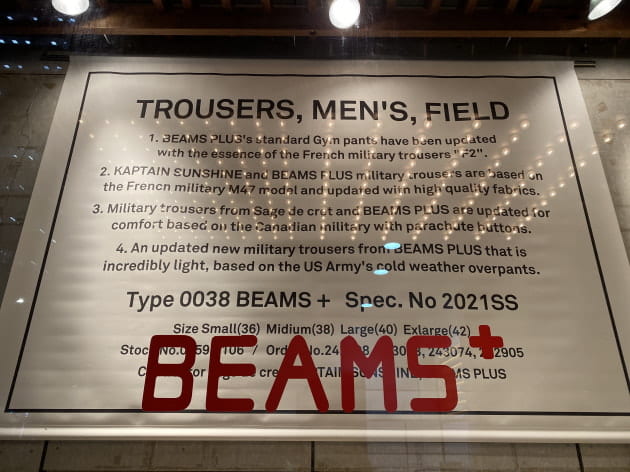 TROUSERS, MEN'S, FIELD
1. BEAMS PLUS's standard Gym pants have been updated
with the essence of the French military trousers "F2".
2. KAPTAIN SUNSHINE and BEAMS PLUS military trousers are based on
the French military M47 model and updated with high quality fabrics.
3. Military trousers from Sage de cret and BEAMS PLUS are updated for
comfort based on the Canadian military with parachute buttons.
4. An updated new military trousers from BEAMS PLUS that is
incredibly light, based on the US Army's cold weather overpants.
Type 0038 BEAMS + Spec. No 2021SS
Size Small(36) Midium(38) Large(40) Exlarge(42)
243074,
PLUS
BEAMS+